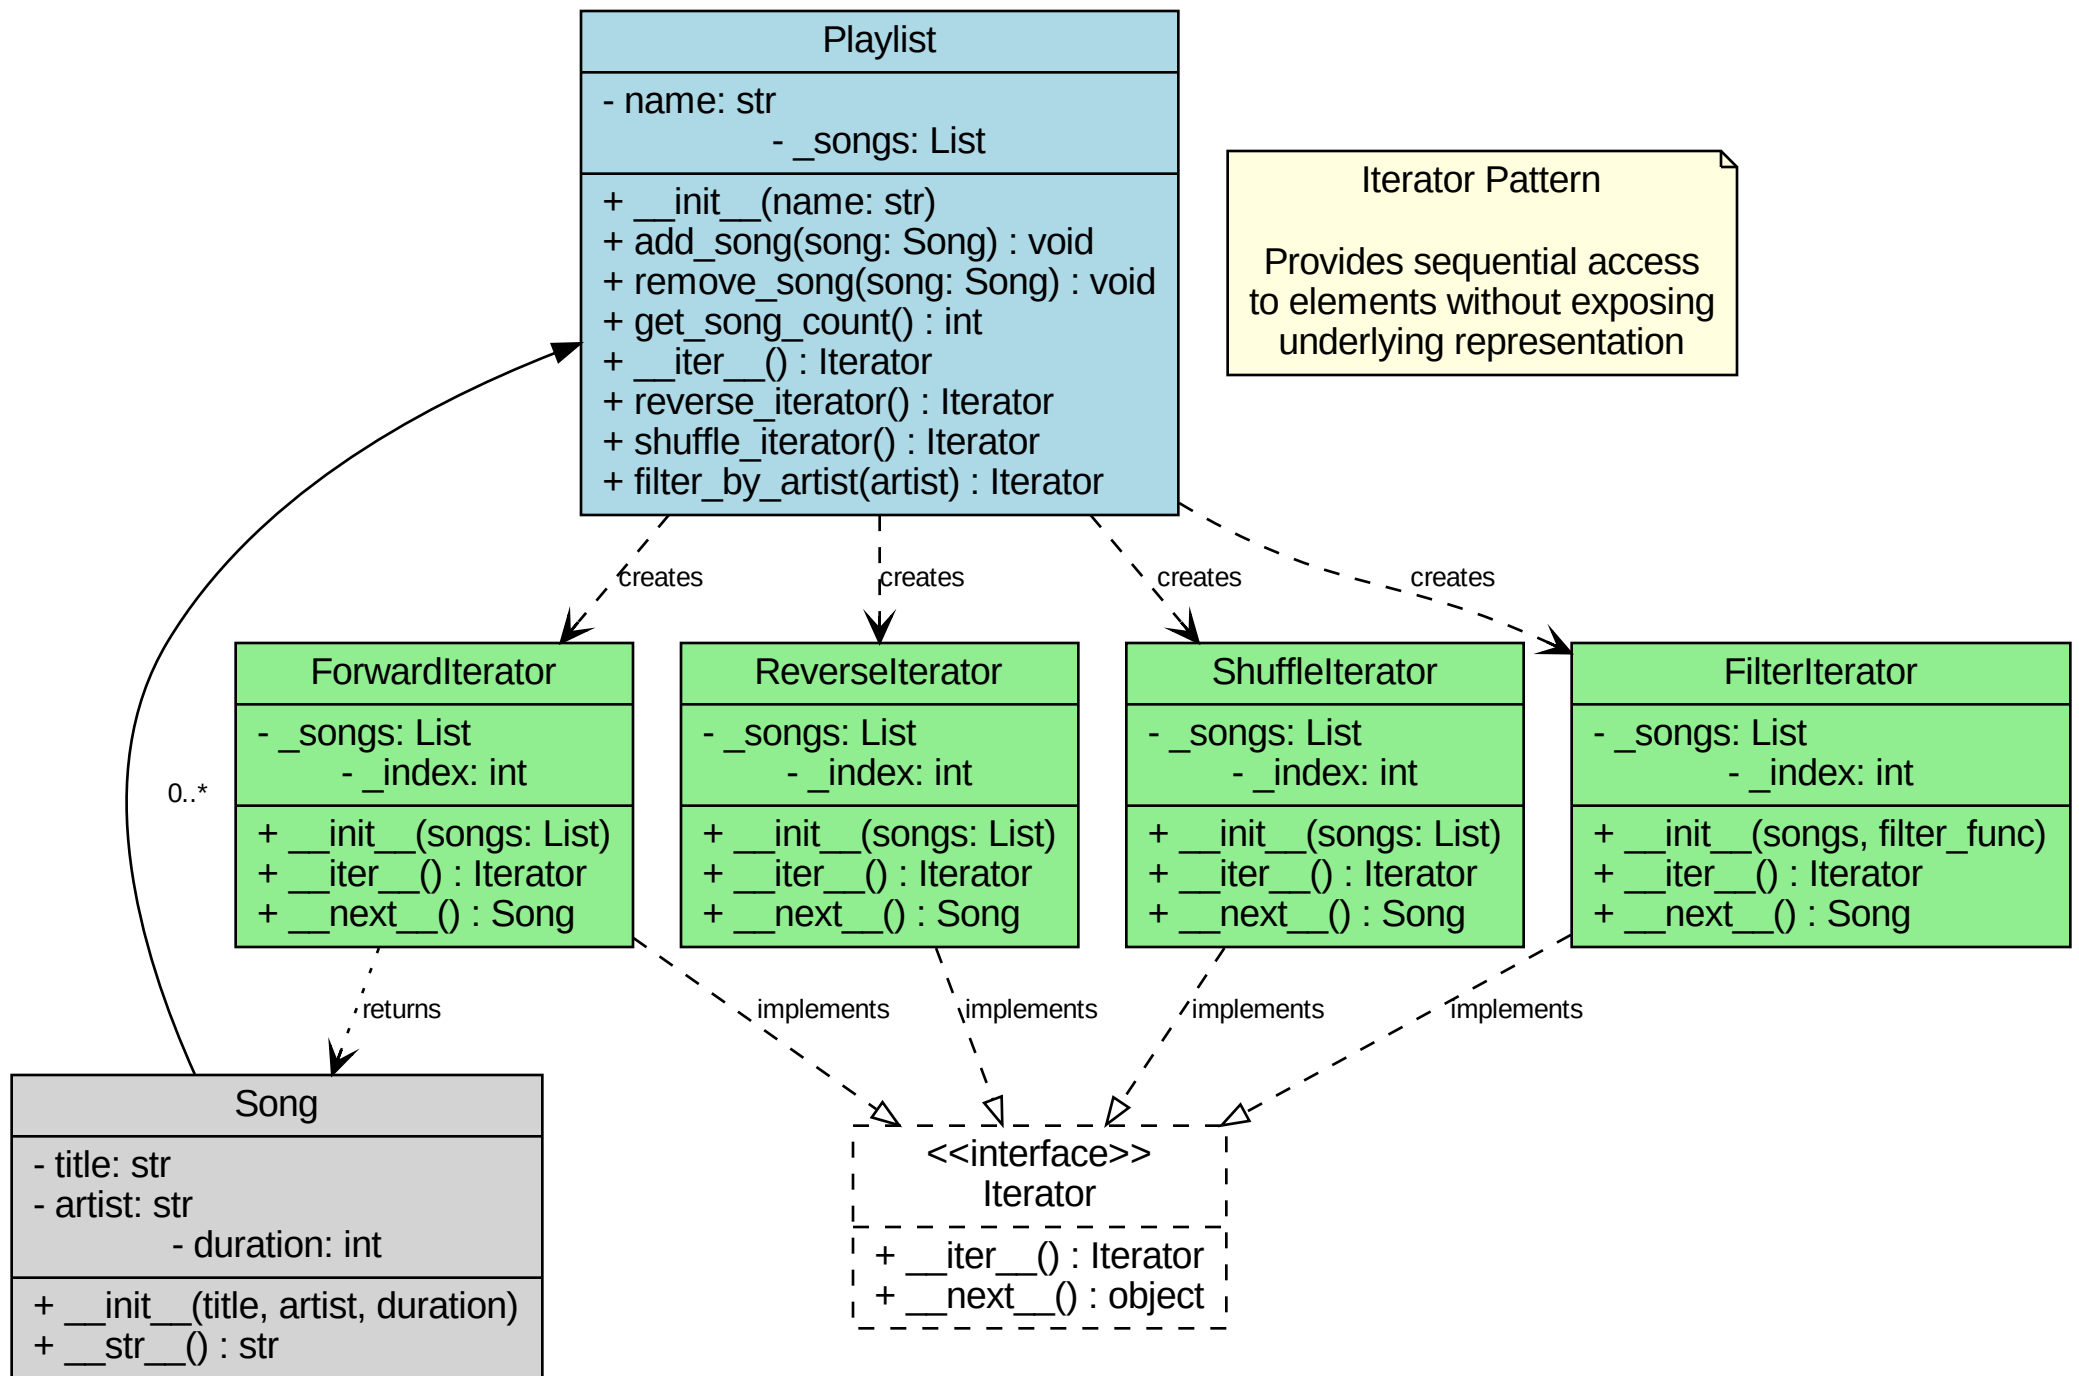 Playlist
- name: str
- _songs: List
+ __init__(name: str)
+ add_song(song: Song) : void
+ remove_song(song: Song) : void
+ get_song_count() : int
+ __iter__() : Iterator
+ reverse_iterator() : Iterator
+ shuffle_iterator() : Iterator
+ filter_by_artist(artist) : Iterator
Iterator Pattern
Provides sequential access
to elements without exposing
underlying representation
creates
creates
creates
creates
ForwardIterator
- _songs: List
- _index: int
+ __init__(songs: List)
+ __iter__() : Iterator
+ __next__() : Song
ReverseIterator
- _songs: List
- _index: int
+ __init__(songs: List)
+ __iter__() : Iterator
+ __next__() : Song
ShuffleIterator
- _songs: List
- _index: int
+ __init__(songs: List)
+ __iter__() : Iterator
+ __next__() : Song
FilterIterator
- _songs: List
- _index: int
+ __init__(songs, filter_func)
+ __iter__() : Iterator
+ __next__() : Song
0..*
returns
implements
implements
implements
implements
Song
- title: str
- artist: str
- duration: int
+ __init__(title, artist, duration)
+ __str__() : str
<<interface>>
Iterator
+ __iter__() : Iterator
+ __next__() : object